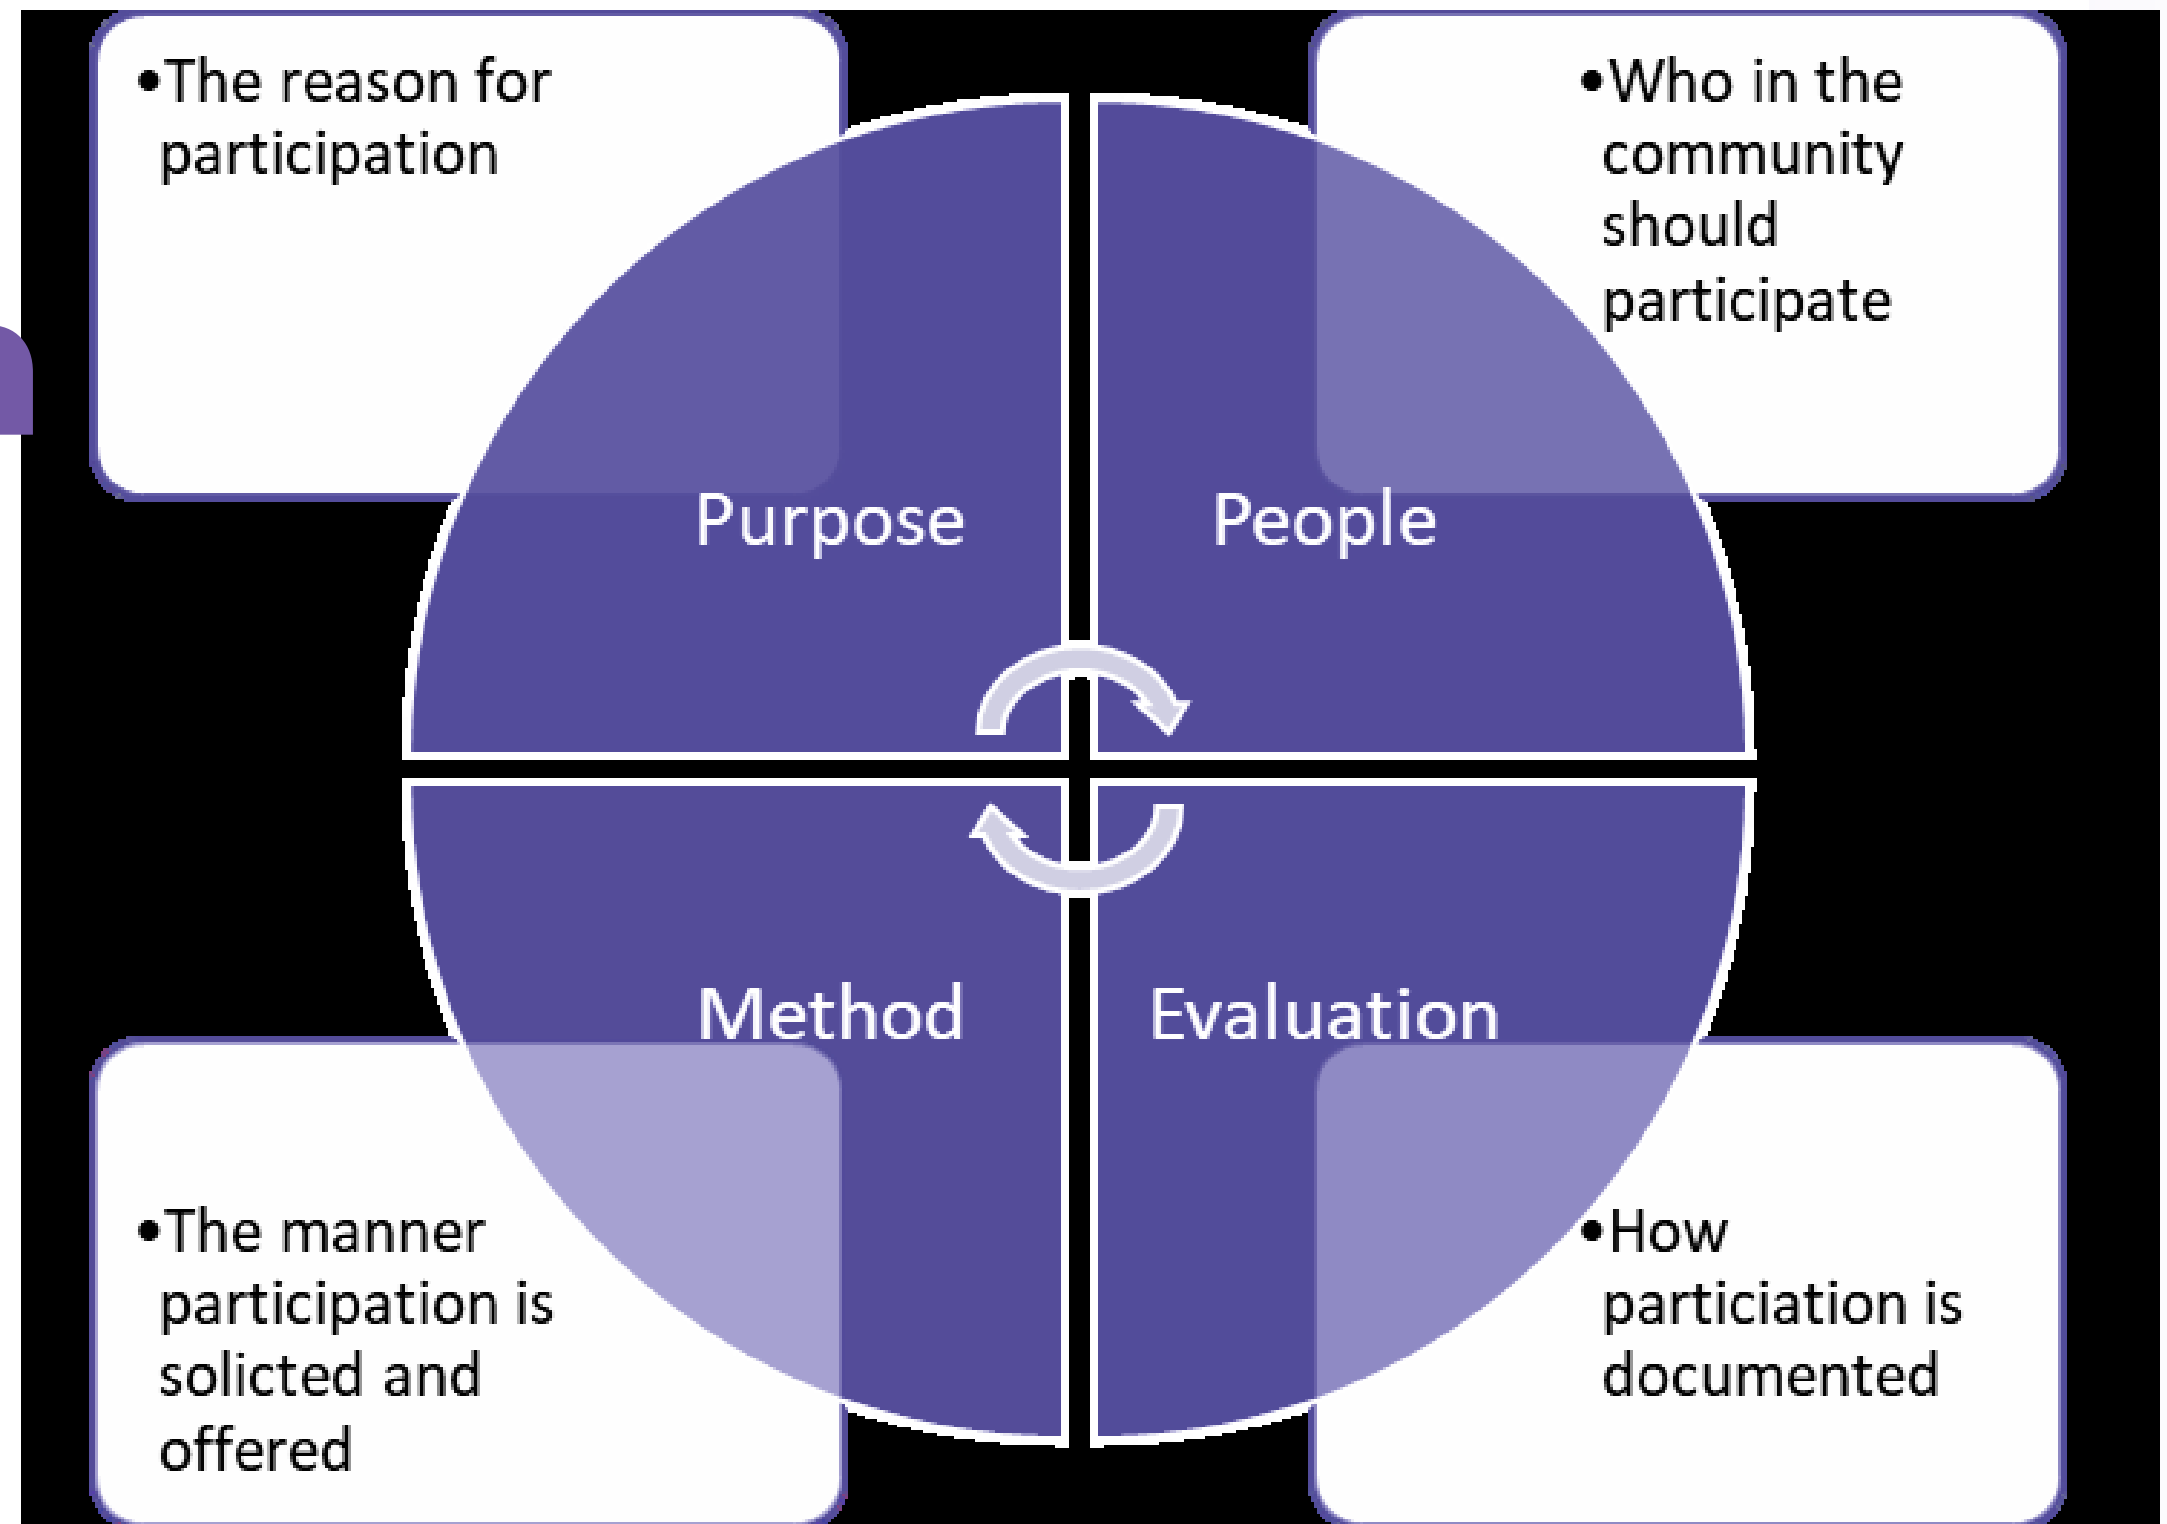 •The reason for
participation
•Who in the
community
should
participate
Purpose
People
Method
Evaluation
•The manner
participation is
solicted and
offered
•How
particiation is
documented